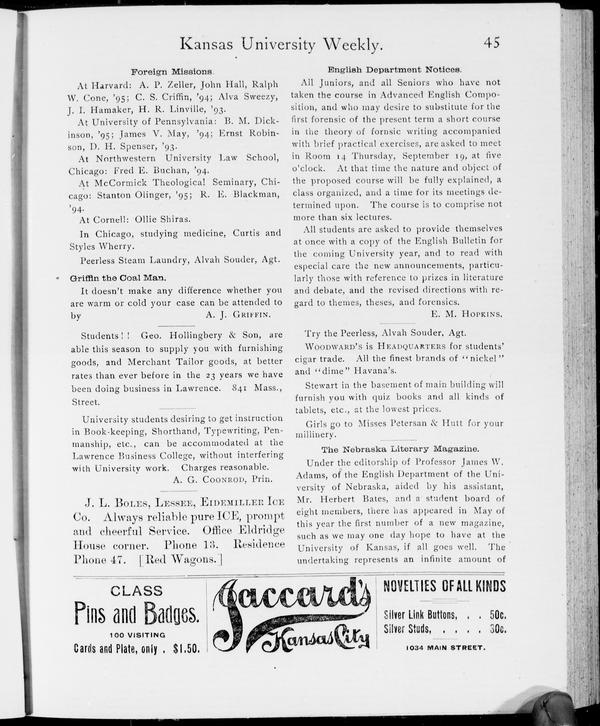 Kansas University Weekly. 45
Foreign Missions.
At Harvard: A. P. Zeller, John Hall, Ralph
W. Cone, '95; C. S. Griffin, '94; Alva Sweezy,
J. I. Hamaker, H. R. Linville, '93.
At University of Pennsylvania: B. M. Dick-
inson, '95; James V. May, '94; Ernst Robin-
son, D. H. Spenser, '93.
At Northwestern University Law School,
Chicago: Fred E. Buchan, '94.
At McCormick Theological Seminary, Chi-
cago: Stanton Olinger, '95; R. E. Blackman,
'94.
At Cornell: Ollie Shiras.
In Chicago, studying medicine, Curtis and
Styles Wherry.
Peerless Steam Laundry, Alvah Souder, Agt.
Griffin the Coal Man.
It doesn't make any difference whether you
are warm or cold your case can be attended to
by A. J. GRIFFIN.
Students!! Geo. Hollingbery & Son, are
able this season to supply you with furnishing
goods, and Merchant Tailor goods, at better
rates than ever before in the 23 years we have
been doing business in Lawrence. 841 Mass.,
Street.
University students desiring to get instruction
in Book-keeping, Shorthand, Typewriting, Pen-
manship, etc., can be accommodated at the
Lawrence Business College, without interfering
with University work. Charges reasonable.
A. G. COONROD, Prin.
J. L. BOLES, LESSEE, EIDEMILLER ICE
Co. Always reliable pure ICE, prompt
and cheerful Service. Office Eldridge
House corner. Phone 13. Residence
Phone 47. [Red Wagons.]
English Department Notices.
All Juniors, and all Seniors who have not
taken the course in Advanced English Compo-
sition, and who may desire to substitute for the
first forensic of the present term a short course
in the theory of fornsic writing accompanied
with brief practical exercises, are asked to meet
in Room 14 Thursday, September 19, at five
o'clock. At that time the nature and object of
the proposed course will be fully explained, a
class organized, and a time for its meetings de-
termined upon. The course is to comprise not
more than six lectures.
All students are asked to provide themselves
at once with a copy of the English Bulletin for
the coming University year, and to read with
especial care the new announcements, particu-
larly those with reference to prizes in literature
and debate, and the revised directions with re-
gard to themes, theses, and forensics.
E. M. HOPKINS.
Try the Peerless, Alvah Souder, Agt.
WOODWARD'S is HEADQUARTERS for students'
cigar trade. All the finest brands of "nickel"
and "dime" Havana's.
Stewart in the basement of main building will
furnish you with quiz books and all kinds of
tablets, etc., at the lowest prices.
Girls go to Misses Petersan & Hutt for your
millinery.
The Nebraska Literary Magazine.
Under the editorship of Professor James W.
Adams, of the English Department of the Uni-
versity of Nebraska, aided by his assistant,
Mr. Herbert Bates, and a student board of
eight members, there has appeared in May of
this year the first number of a new magazine,
such as we may one day hope to have at the
University of Kansas, if all goes well. The
undertaking represents an infinite amount of
CLASS
Pins and Badges.
100 VISITING
Cards and Plate, only . $1.50.
Jaccard's
Kansas City
NOVELTIES OF ALL KINDS
Silver Link Buttons, . . 50c.
Silver Studs, . . . . 30c.
1034 MAIN STREET.